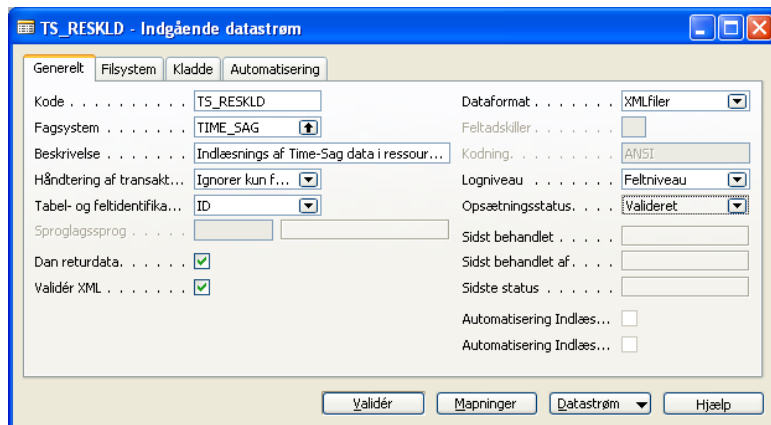 TS_RESKLD - Indgående datastrøm
Generelt Filsystem Kladde Automatisering
Kode . . . . . . . . . . TS_RESKLD
Fagsystem . . . . . . . TIME_SAG
Beskrivelse . . . . . . . Indlæsnings af Time-Sag data i ressour...
Håndtering af transakt... Ignorer kun f...
Tabel- og feltidentifika... ID
Sproglagssprog . . . . .
Dan returdata. . . . . .
Validér XML . . . . . . .
Dataformat . . . . . . . XMLfiler
Feltadskiller . . . . . .
Kodning. . . . . . . . . ANSI
Logniveau . . . . . . . Feltniveau
Opsætningsstatus. . . . Valideret
Sidst behandlet . . . . .
Sidst behandlet af. . . .
Sidste status . . . . . .
Automatisering Indlæs...
Automatisering Indlæs...
Validér Mapninger Datastrøm Hjælp